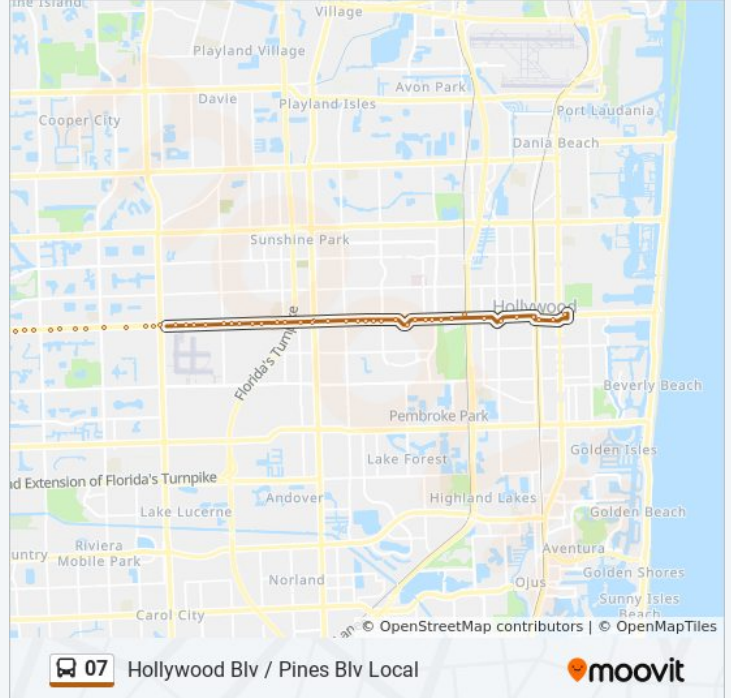 he Island
Village
Playland Village
Avon Park
Davie
Playland Isles
Port Laudania
Cooper City
Dania Beach
Sunshine Park
Hollywood
Florida's Turnpike
Beverly Beach
Pembroke Park
Golden Isles
Lake Forest
nd Extension of Florida's Turnpike
Andover
Highland Lakes
Lake Lucerne
Golden Beach
Riviera
Mobile Park
untry
Aventura
Norland
Golden Shores
Ojus
Sunny Isles
Beach
Carol City
an
© OpenStreetMap contributors | © OpenMapTiles
07 Hollywood Blv / Pines Blv Local
moovit